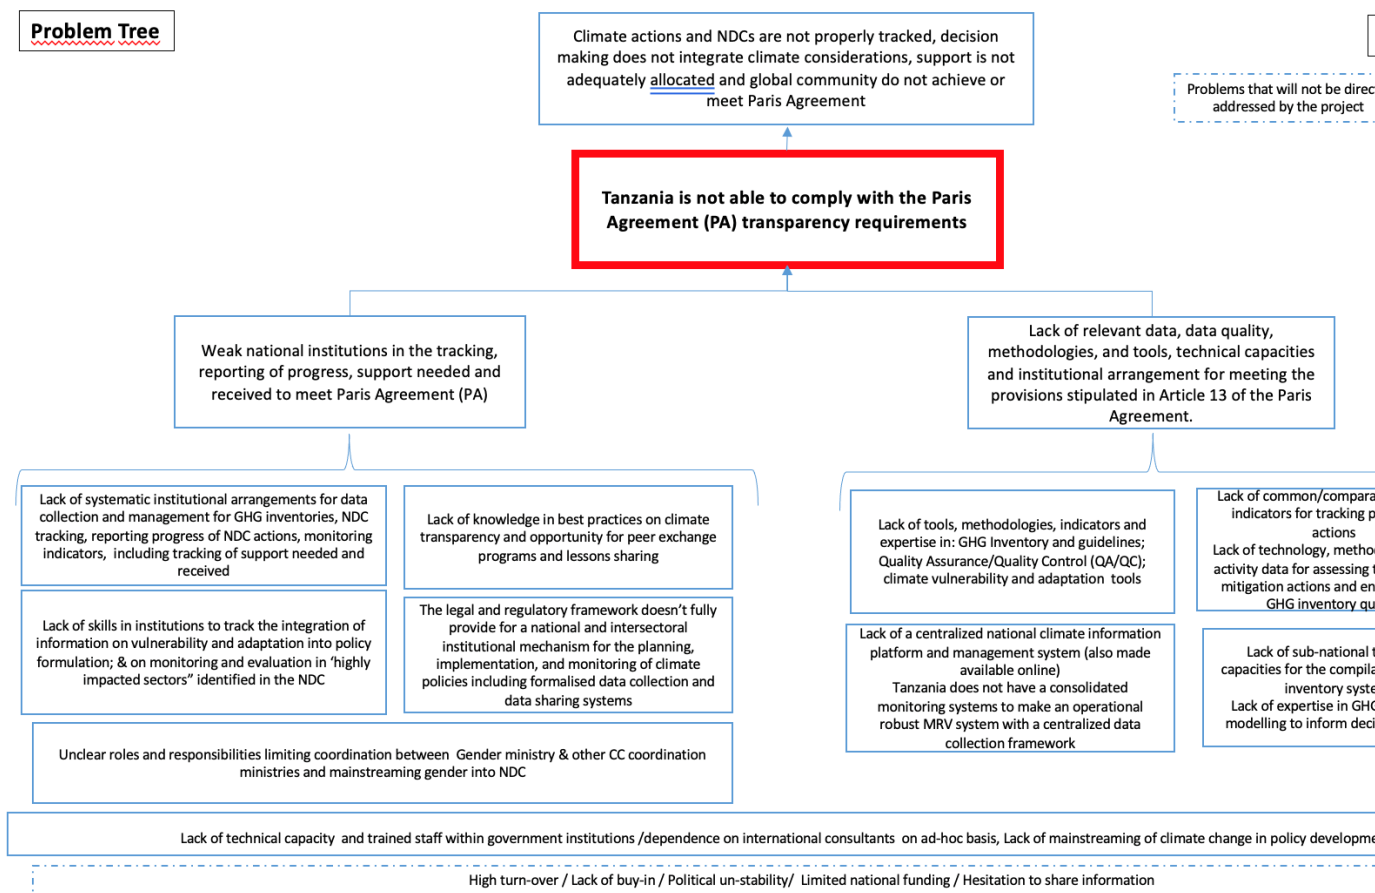 Problem Tree
Climate actions and NDCs are not properly tracked, decision
making does not integrate climate considerations, support is not
adequately allocated and global community do not achieve or
meet Paris Agreement
Problems that will not be direc
addressed by the project
Tanzania is not able to comply with the Paris
Agreement (PA) transparency requirements
Weak national institutions in the tracking,
reporting of progress, support needed and
received to meet Paris Agreement (PA)
Lack of relevant data, data quality,
methodologies, and tools, technical capacities
and institutional arrangement for meeting the
provisions stipulated in Article 13 of the Paris
Agreement.
Lack of systematic institutional arrangements for data
collection and management for GHG inventories, NDC
tracking, reporting progress of NDC actions, monitoring
indicators, including tracking of support needed and
received
Lack of knowledge in best practices on climate
transparency and opportunity for peer exchange
programs and lessons sharing
Lack of skills in institutions to track the integration of
information on vulnerability and adaptation into policy
formulation; & on monitoring and evaluation in ‘highly
impacted sectors” identified in the NDC
The legal and regulatory framework doesn’t fully
provide for a national and intersectoral
institutional mechanism for the planning,
implementation, and monitoring of climate
policies including formalised data collection and
data sharing systems
Unclear roles and responsibilities limiting coordination between Gender ministry & other CC coordination
ministries and mainstreaming gender into NDC
Lack of tools, methodologies, indicators and
expertise in: GHG Inventory and guidelines;
Quality Assurance/Quality Control (QA/QC);
climate vulnerability and adaptation tools
Lack of common/compara
indicators for tracking p
actions
Lack of technology, metho
activity data for assessing t
mitigation actions and en
GHG inventory qu
Lack of a centralized national climate information
platform and management system (also made
available online)
Tanzania does not have a consolidated
monitoring systems to make an operational
robust MRV system with a centralized data
collection framework
Lack of sub-national t
capacities for the compila
inventory syste
Lack of expertise in GHG
modelling to inform deci
Lack of technical capacity and trained staff within government institutions /dependence on international consultants on ad-hoc basis, Lack of mainstreaming of climate change in policy developme
High turn-over / Lack of buy-in / Political un-stability/ Limited national funding / Hesitation to share information